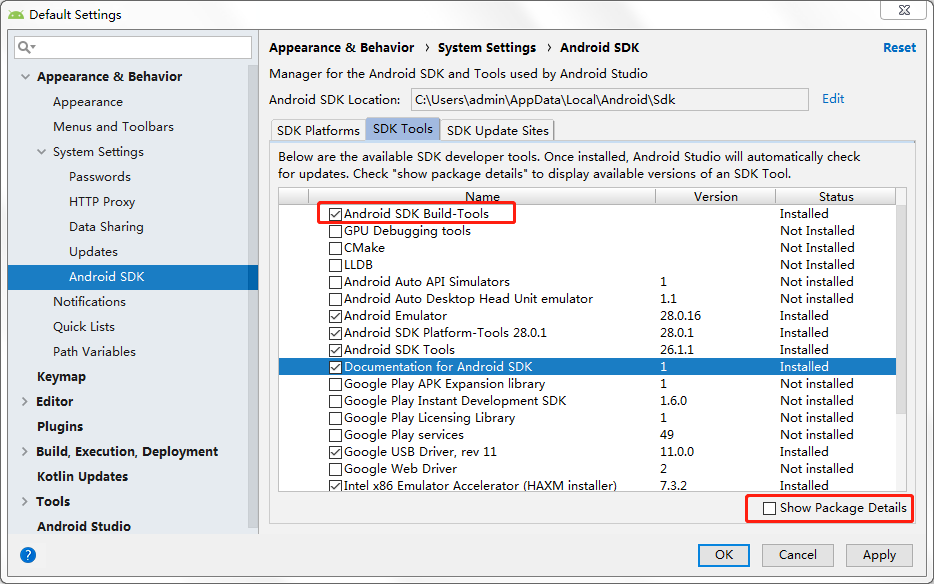 Default Settings
Appearance & Behavior
Appearance
Menus and Toolbars
System Settings
Passwords
HTTP Proxy
Data Sharing
Updates
Android SDK
Notifications
Quick Lists
Path Variables
Keymap
Editor
Plugins
Build, Execution, Deployment
Kotlin Updates
Tools
Android Studio
Appearance & Behavior › System Settings › Android SDK Reset
Manager for the Android SDK and Tools used by Android Studio
Android SDK Location: C:\Users\admin\AppData\Local\Android\Sdk Edit
SDK Platforms SDK Tools SDK Update Sites
Below are the available SDK developer tools. Once installed, Android Studio will automatically check
for updates. Check "show package details" to display available versions of an SDK Tool.
Name Version Status
Android SDK Build-Tools Installed
GPU Debugging tools Not Installed
CMake Not Installed
LLDB Not Installed
Android Auto API Simulators 1 Not installed
Android Auto Desktop Head Unit emulator 1.1 Not installed
Android Emulator 28.0.16 Installed
Android SDK Platform-Tools 28.0.1 28.0.1 Installed
Android SDK Tools 26.1.1 Installed
Documentation for Android SDK 1 Installed
Google Play APK Expansion library 1 Not installed
Google Play Instant Development SDK 1.6.0 Not installed
Google Play Licensing Library 1 Not installed
Google Play services 49 Not installed
Google USB Driver, rev 11 11.0.0 Installed
Google Web Driver 2 Not installed
Intel x86 Emulator Accelerator (HAXM installer) 7.3.2 Installed
Show Package Details
? OK Cancel Apply